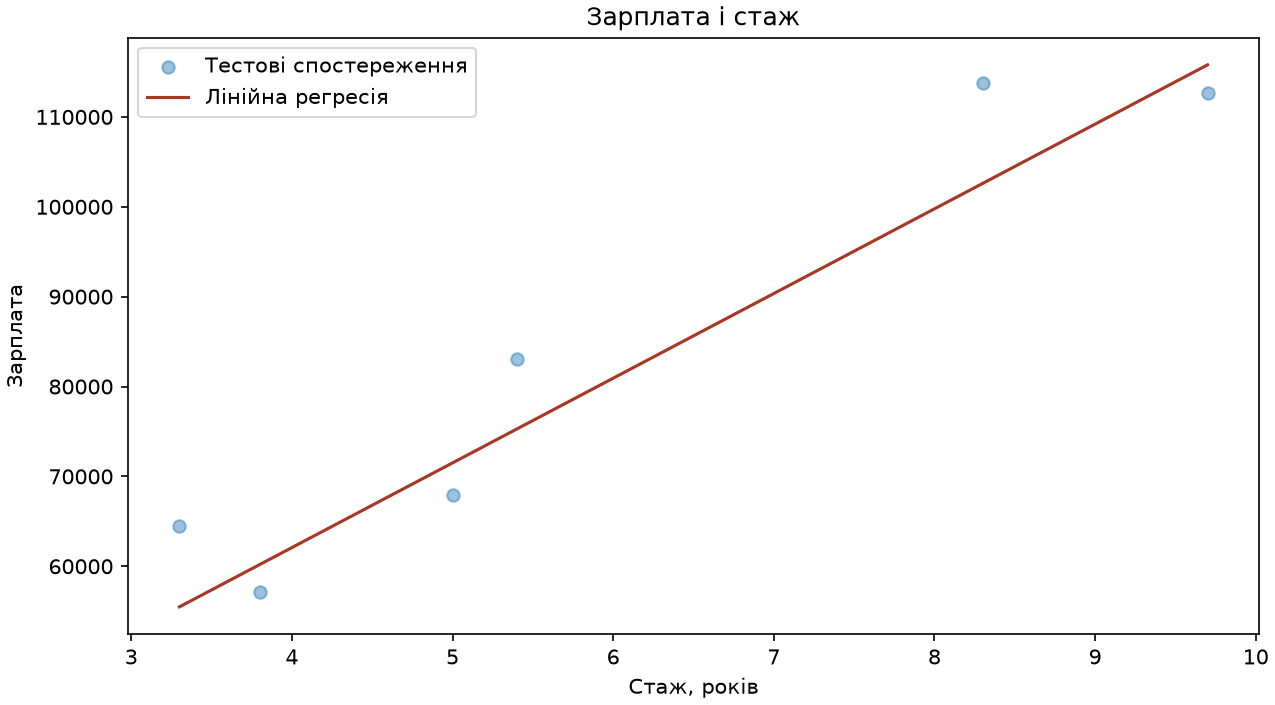 Зарплата і стаж
Тестові спостереження
Лінійна регресія
110000
100000
90000
80000
70000
60000
Зарплата
3 4 5 6 7 8 9 10
Стаж, років